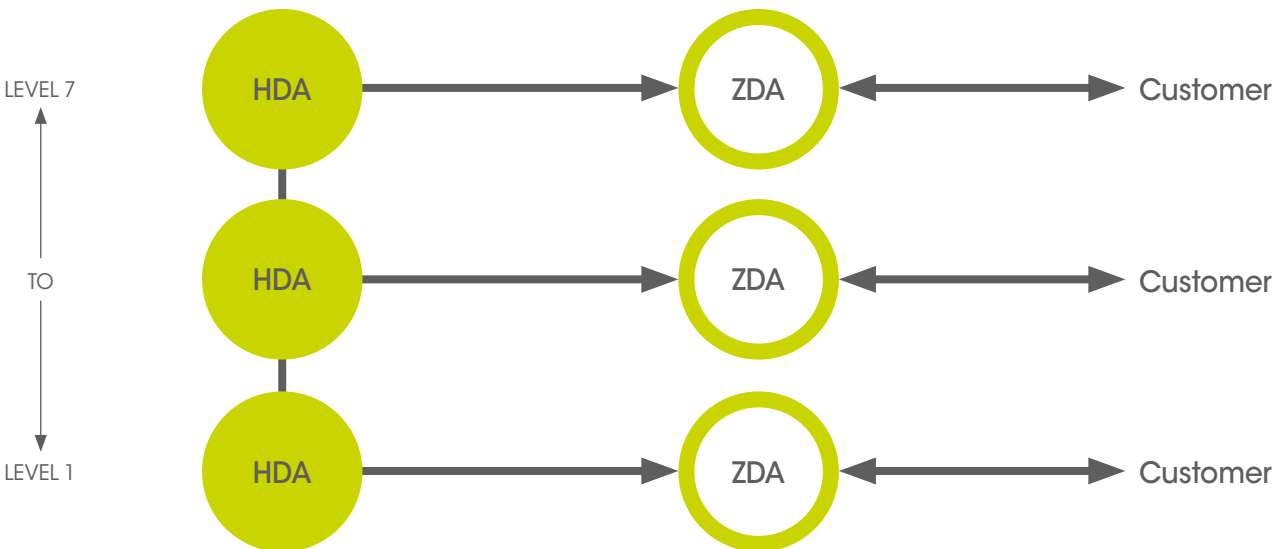 LEVEL 7 HDA ZDA Customer
TO HDA ZDA Customer
LEVEL 1 HDA ZDA Customer